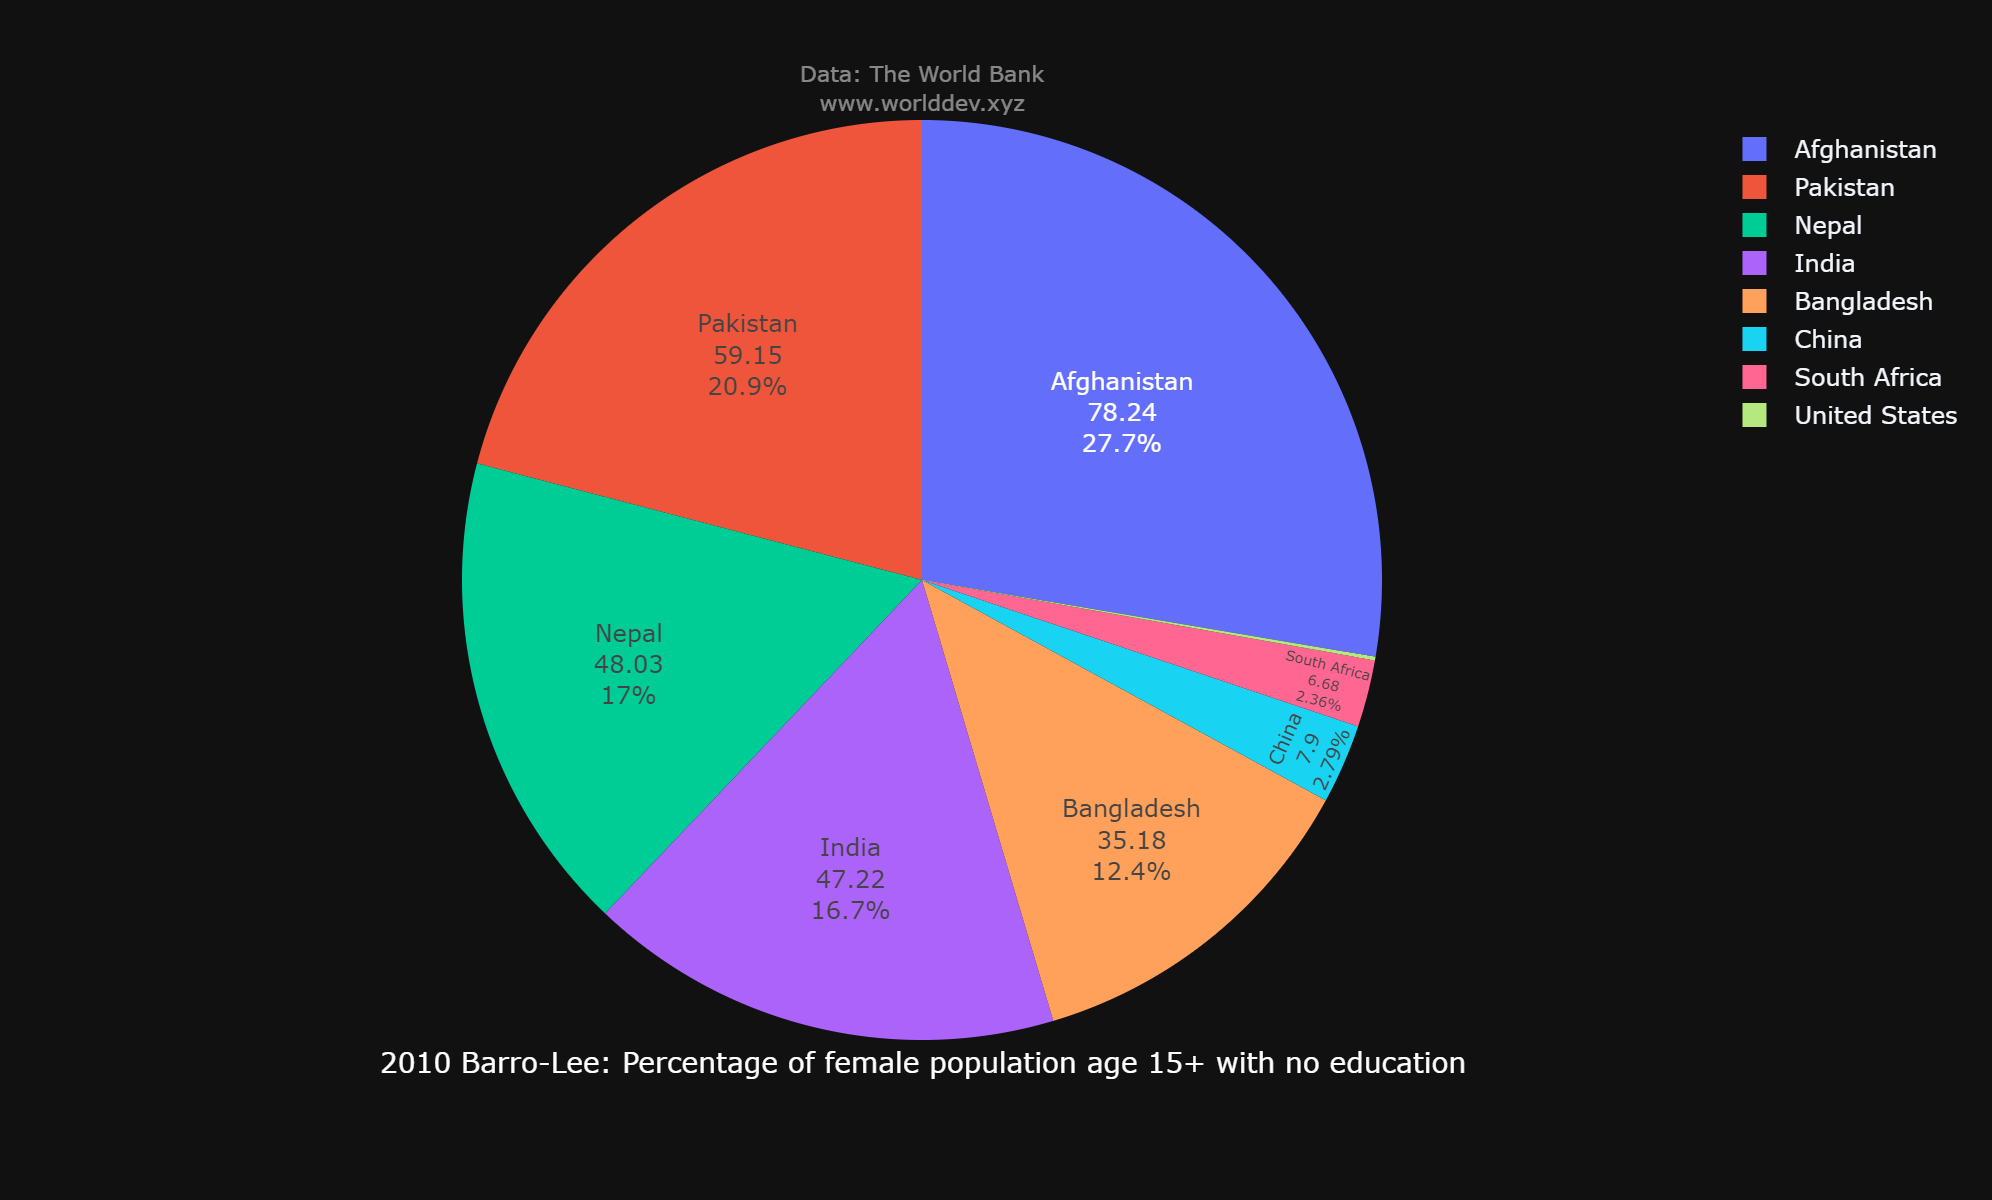 Data: The World Bank
www.worlddev.xyz
Afghanistan
Pakistan
Nepal
India
Bangladesh
China
South Africa
United States
Pakistan
59.15
20.9%
Afghanistan
78.24
27.7%
Nepal
48.03
17%
South Africa
6.68
2.36%
China
7.9
2.79%
Bangladesh
35.18
12.4%
India
47.22
16.7%
2010 Barro-Lee: Percentage of female population age 15+ with no education